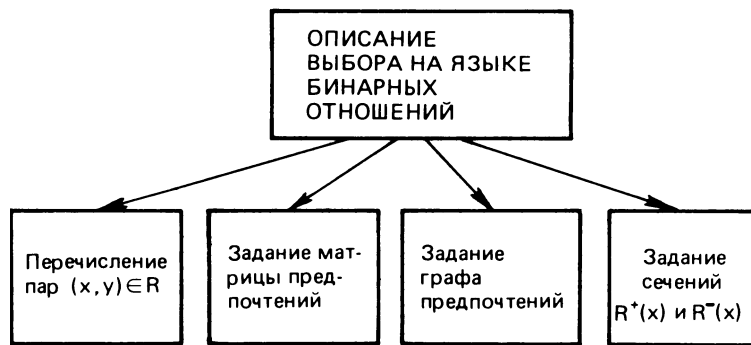 ОПИСАНИЕ
ВЫБОРА НА ЯЗЫКЕ
БИНАРНЫХ
ОТНОШЕНИЙ
Перечисление
пар (x,y)∈R
Задание мат-
рицы пред-
почтений
Задание
графа
предпочтений
Задание
сечений
R⁺(x) и R⁻(x)